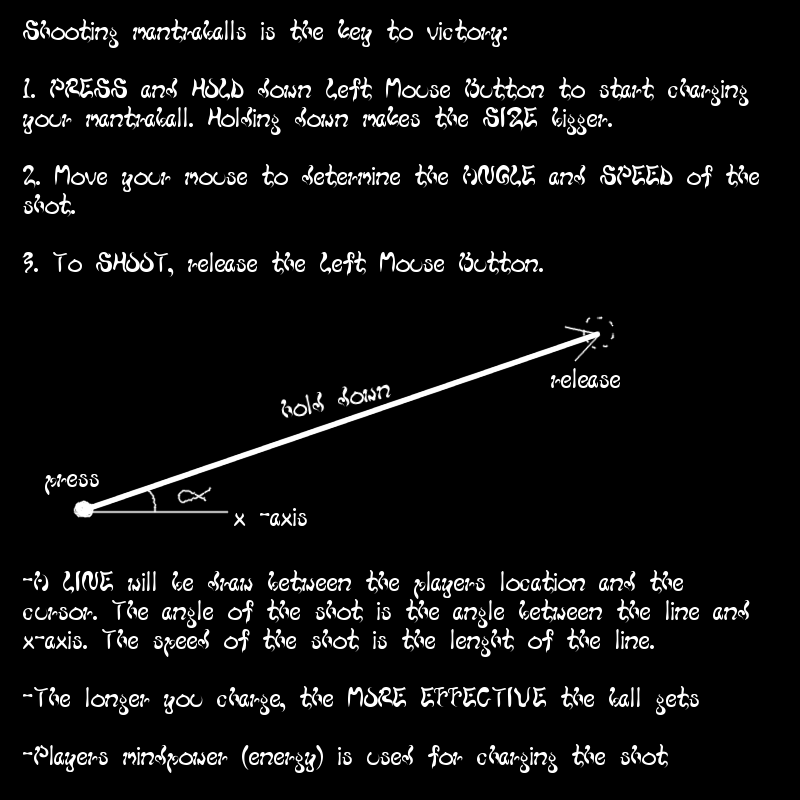 Shooting mantraballs is the key to victory:
1. PRESS and HOLD down Left Mouse Button to start charging
your mantraball. Holding down makes the SIZE bigger.
2. Move your mouse to determine the ANGLE and SPEED of the
shot.
3. To SHOOT, release the Left Mouse Button.
release
hold down
press
α
x -axis
-A LINE will be draw between the players location and the
cursor. The angle of the shot is the angle between the line and
x-axis. The speed of the shot is the lenght of the line.
-The longer you charge, the MORE EFFECTIVE the ball gets
-Players mindpower (energy) is used for charging the shot